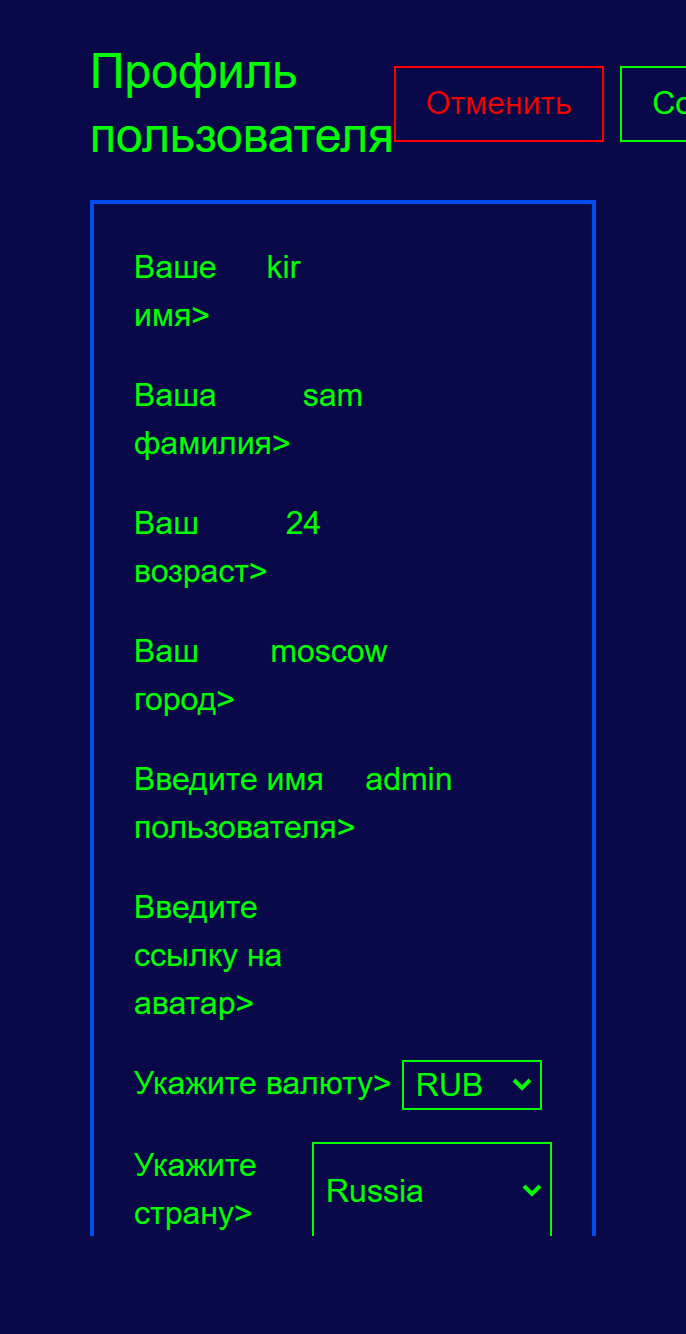 Профиль
пользователя
Отменить
Ваше kir
имя>
Ваша sam
фамилия>
Ваш 24
возраст>
Ваш moscow
город>
Введите имя admin
пользователя>
Введите
ссылку на
аватар>
Укажите валюту> RUB
Укажите
страну>
Russia